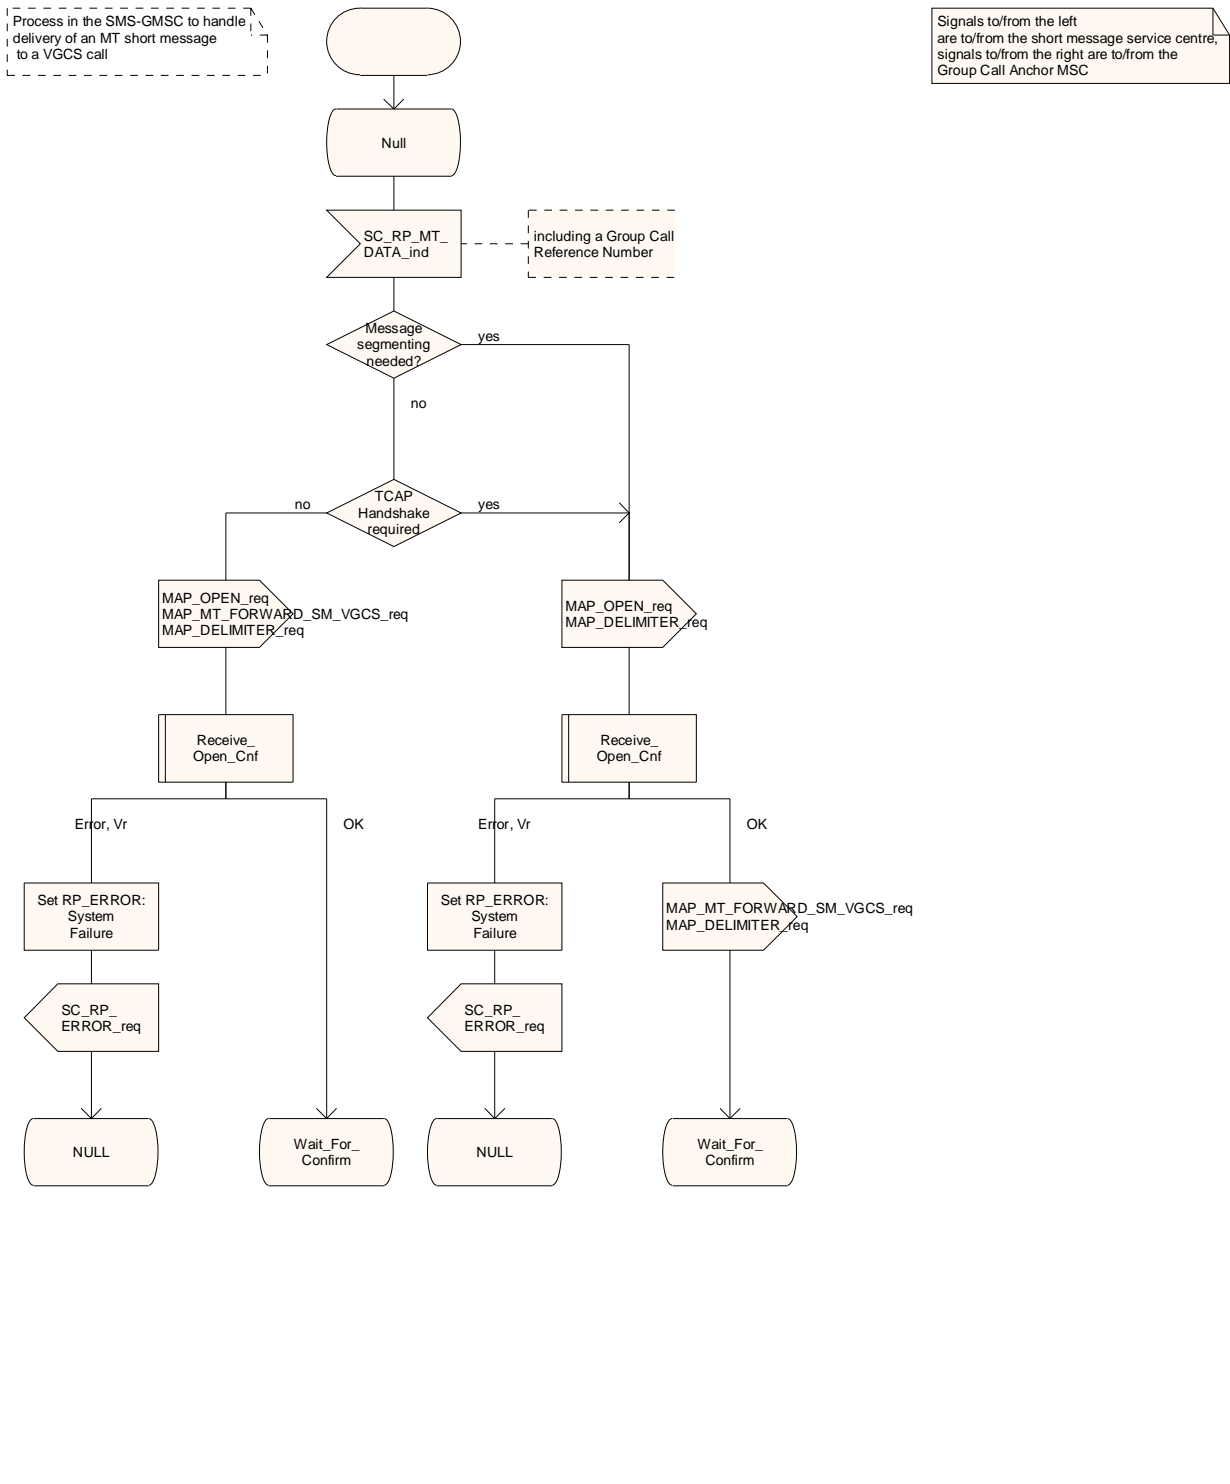 Process in the SMS-GMSC to handle
delivery of an MT short message
to a VGCS call
Signals to/from the left
are to/from the short message service centre,
signals to/from the right are to/from the
Group Call Anchor MSC
Null
SC_RP_MT_
DATA_ind
including a Group Call
Reference Number
Message
segmenting
needed?
yes
no
TCAP
Handshake
required
no
yes
MAP_OPEN_req
MAP_MT_FORWARD_SM_VGCS_req
MAP_DELIMITER_req
MAP_OPEN_req
MAP_DELIMITER_req
Receive_
Open_Cnf
Receive_
Open_Cnf
Error, Vr
OK
Error, Vr
OK
Set RP_ERROR:
System
Failure
Set RP_ERROR:
System
Failure
MAP_MT_FORWARD_SM_VGCS_req
MAP_DELIMITER_req
SC_RP_
ERROR_req
SC_RP_
ERROR_req
NULL
Wait_For_
Confirm
NULL
Wait_For_
Confirm